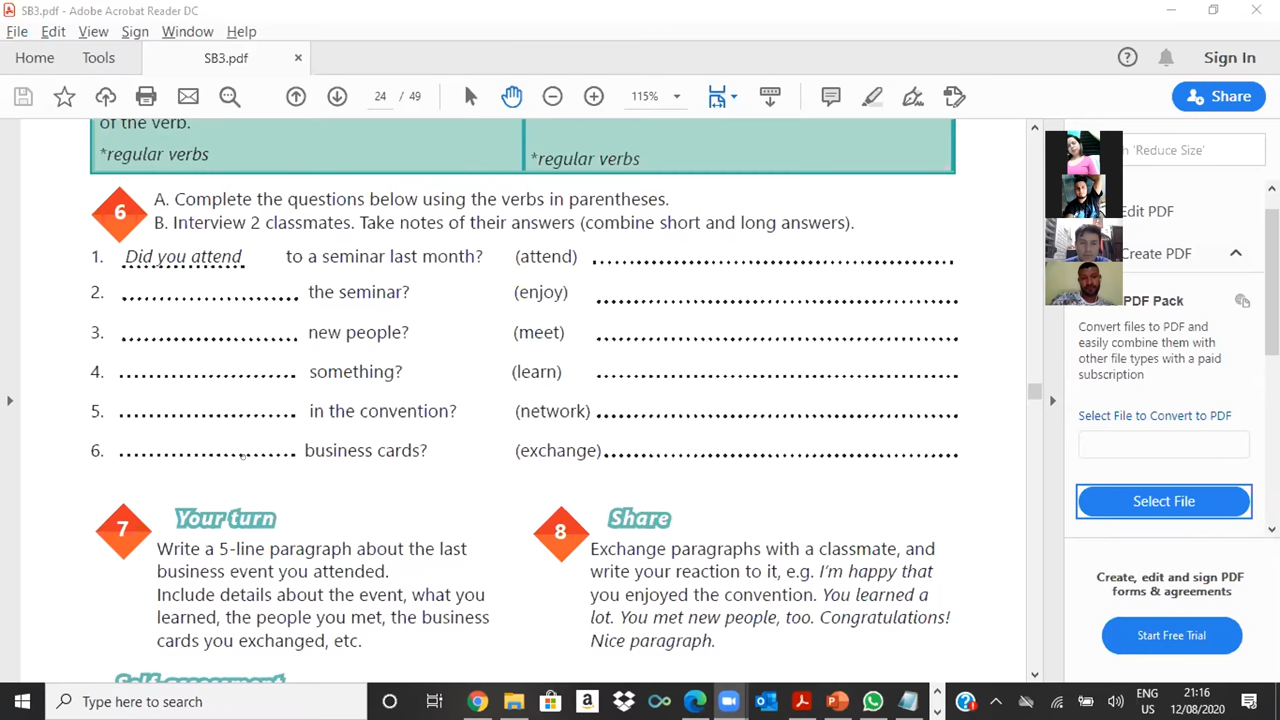 SB3.pdf - Adobe Acrobat Reader DC
File Edit View Sign Window Help
Home Tools SB3.pdf × Sign In
24 / 49 115% Share
of the verb.
*regular verbs *regular verbs
'Reduce Size'
6 A. Complete the questions below using the verbs in parentheses.
B. Interview 2 classmates. Take notes of their answers (combine short and long answers).
1. Did you attend to a seminar last month? (attend)
2. the seminar? (enjoy)
3. new people? (meet)
4. something? (learn)
5. in the convention? (network)
6. business cards? (exchange)
7 Your turn
Write a 5-line paragraph about the last
business event you attended.
Include details about the event, what you
learned, the people you met, the business
cards you exchanged, etc.
8 Share
Exchange paragraphs with a classmate, and
write your reaction to it, e.g. I'm happy that
you enjoyed the convention. You learned a
lot. You met new people, too. Congratulations!
Nice paragraph.
Self-assessment
Edit PDF
Create PDF
PDF Pack
Convert files to PDF and
easily combine them with
other file types with a paid
subscription
Select File to Convert to PDF
Select File
Create, edit and sign PDF
forms & agreements
Start Free Trial
Type here to search
ENG
US
21:16
12/08/2020